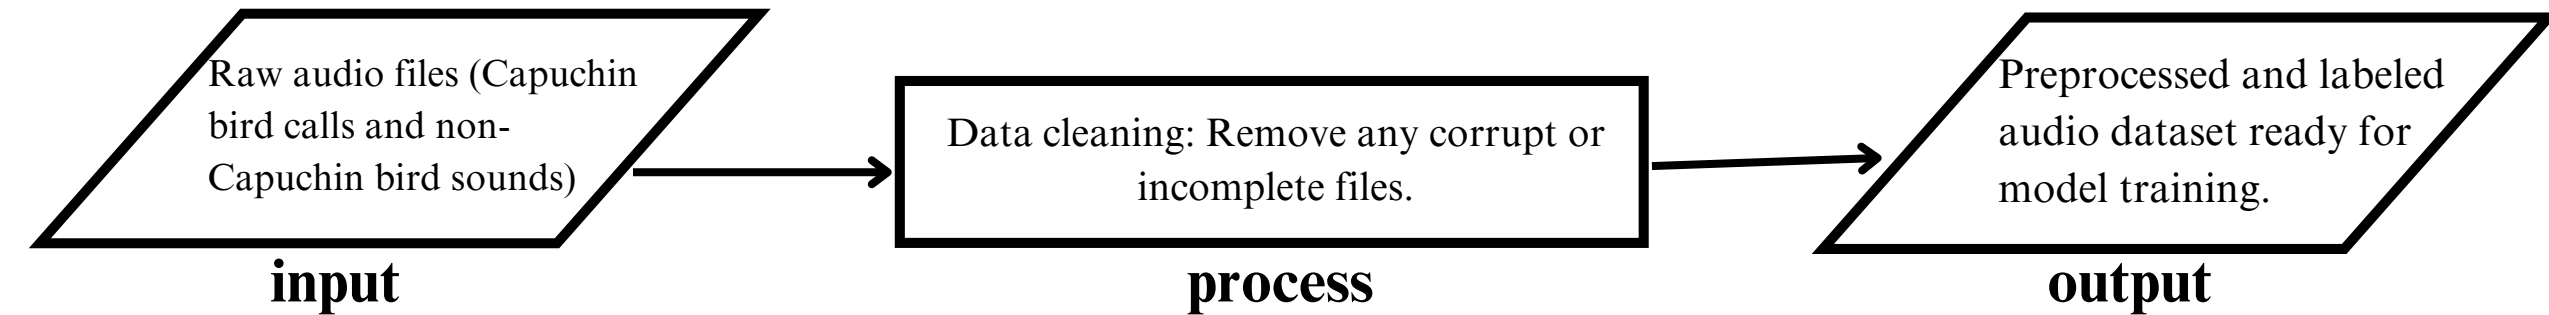 Raw audio files (Capuchin
bird calls and non-
Capuchin bird sounds)
input
Data cleaning: Remove any corrupt or
incomplete files.
process
Preprocessed and labeled
audio dataset ready for
model training.
output